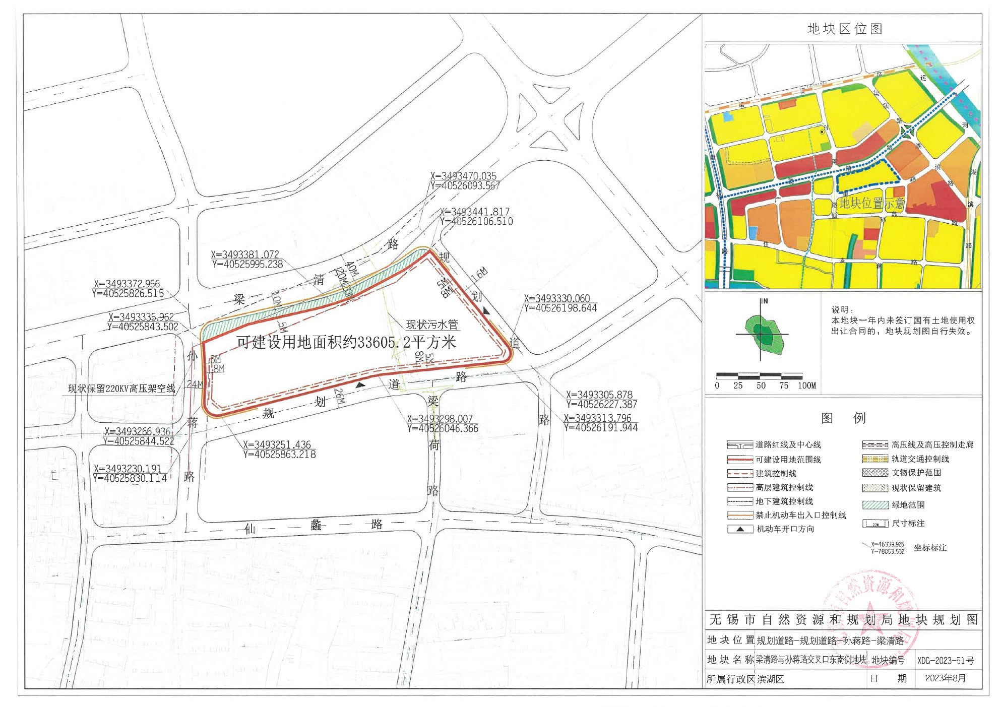 X=3493470.035
Y=40526093.567
X=3493441.817
Y=40526106.510
X=3493381.072
Y=40525995.238
X=3493372.956
Y=40525826.515
X=3493335.962
Y=40525843.502
X=3493330.060
Y=40526198.644
X=3493305.878
Y=40526227.387
X=3493313.796
Y=40526191.944
X=3493298.007
Y=40526046.366
X=3493266.936
Y=40525844.522
X=3493251.436
Y=40525863.218
X=3493230.191
Y=40525830.114
梁清路
规划道路
规划道路
孙蒋路
梁荷路
仙蠡路
40M
20M
20M
10M
5M
16M
5M
8M
5M
8M
24M
26M
8M
5M
现状污水管
可建设用地面积约33605.2平方米
现状保留220KV高压架空线
地块区位图
地块位置示意
N
0 25 50 75 100M
说明:
本地块一年内未签订国有土地使用权
出让合同的，地块规划图自行失效。
图 例
道路红线及中心线
可建设用地范围线
建筑控制线
高层建筑控制线
地下建筑控制线
禁止机动车出入口控制线
机动车开口方向
高压线及高压控制走廊
轨道交通控制线
文物保护范围
现状保留建筑
绿地范围
尺寸标注
X=46339.925
Y=78053.532
坐标标注
无锡市自然资源和规划局地块规划图
地块位置 规划道路-规划道路-孙蒋路-梁清路
地块名称 梁清路与孙蒋路交叉口东南侧地块 地块编号 XDG-2023-51号
所属行政区 滨湖区 日 期 2023年8月